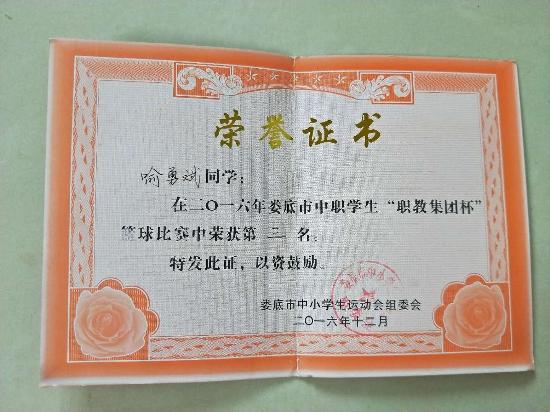 荣誉证书
喻勇斌同学：
在二〇一六年娄底市中职学生“职教集团杯”
篮球比赛中荣获第三名。
特发此证，以资鼓励。
娄底市中小学生运动会组委会
二〇一六年十二月